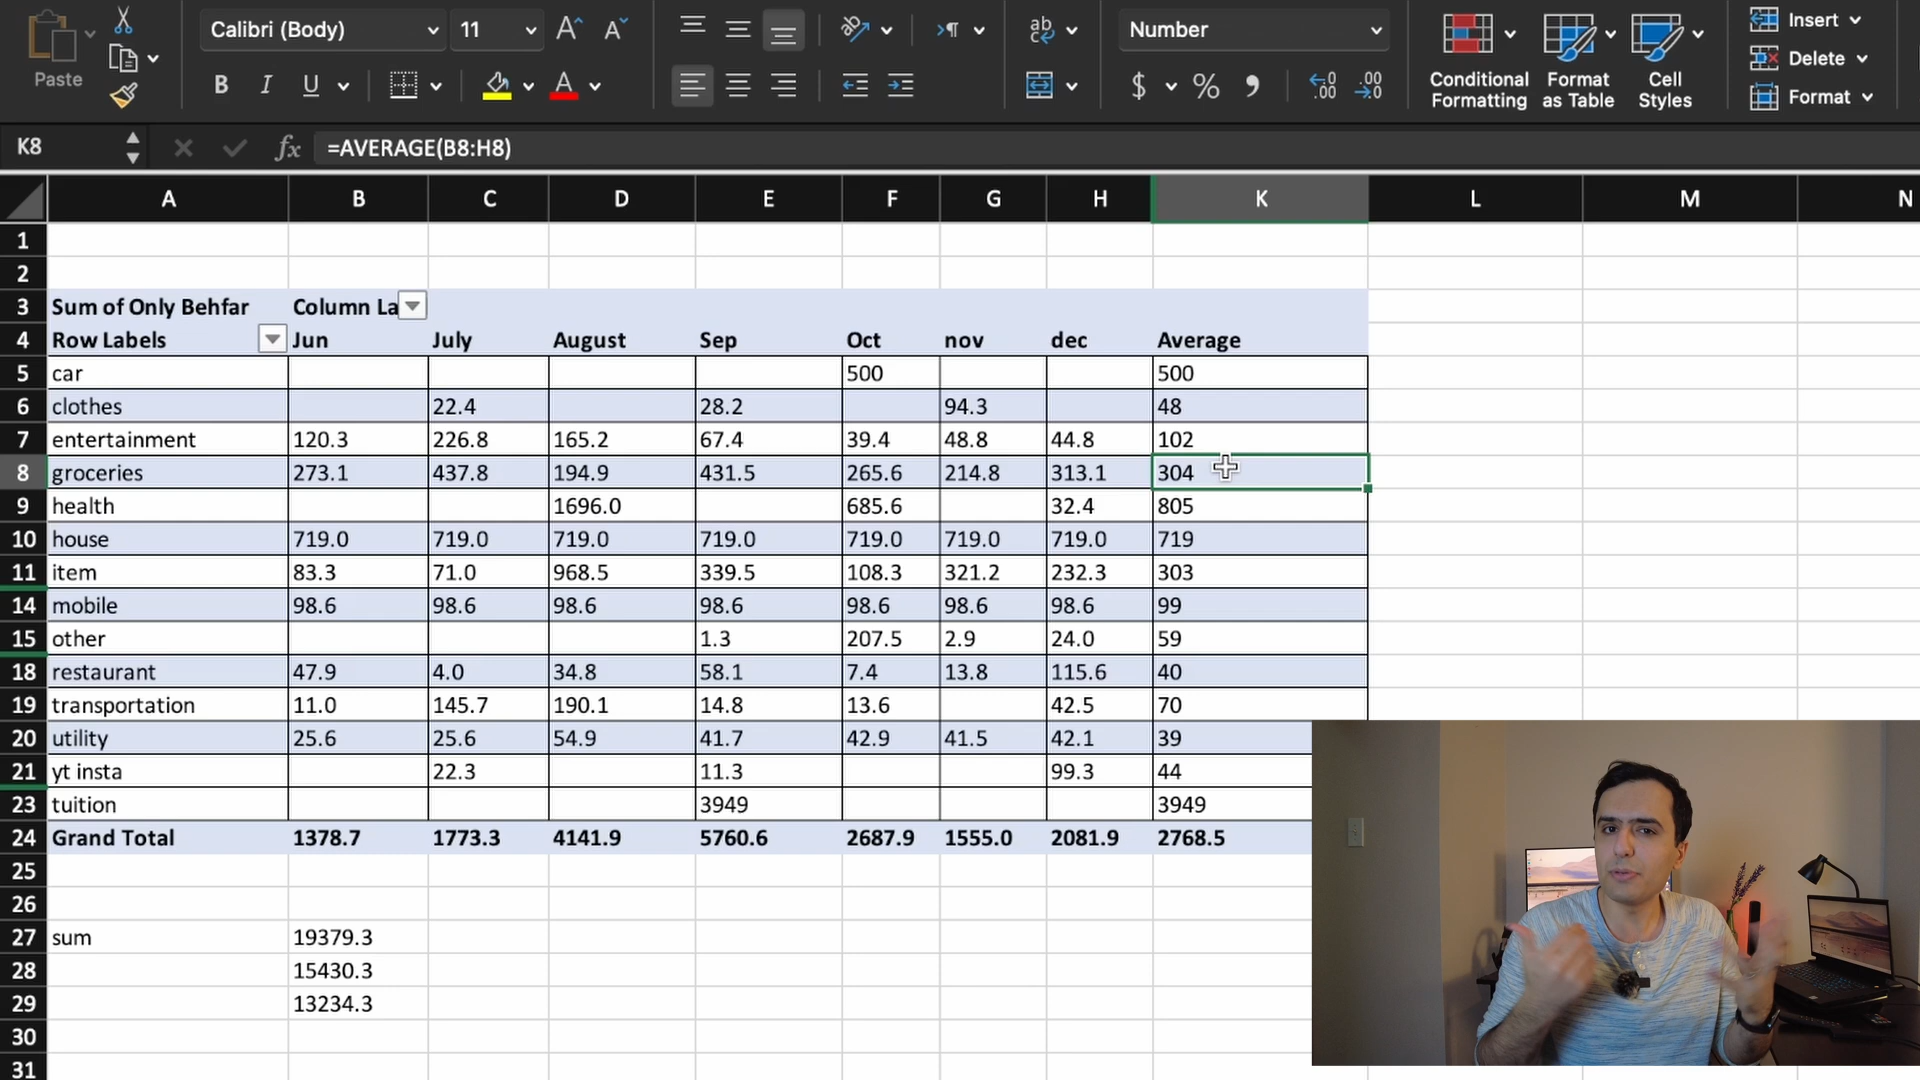 Paste
Calibri (Body)
11
A A
ab
c
Number
Conditional Formatting
Format as Table
Cell Styles
Insert
Delete
Format
B I U
A
$ % 9
.00
.00
K8
fx
=AVERAGE(B8:H8)
A B C D E F G H K L M N
1
2
3 Sum of Only Behfar Column La
4 Row Labels Jun July August Sep Oct nov dec Average
5 car 500 500
6 clothes 22.4 28.2 94.3 48
7 entertainment 120.3 226.8 165.2 67.4 39.4 48.8 44.8 102
8 groceries 273.1 437.8 194.9 431.5 265.6 214.8 313.1 304
9 health 1696.0 685.6 32.4 805
10 house 719.0 719.0 719.0 719.0 719.0 719.0 719.0 719
11 item 83.3 71.0 968.5 339.5 108.3 321.2 232.3 303
14 mobile 98.6 98.6 98.6 98.6 98.6 98.6 98.6 99
15 other 1.3 207.5 2.9 24.0 59
18 restaurant 47.9 4.0 34.8 58.1 7.4 13.8 115.6 40
19 transportation 11.0 145.7 190.1 14.8 13.6 42.5 70
20 utility 25.6 25.6 54.9 41.7 42.9 41.5 42.1 39
21 yt insta 22.3 11.3 99.3 44
23 tuition 3949 3949
24 Grand Total 1378.7 1773.3 4141.9 5760.6 2687.9 1555.0 2081.9 2768.5
25
26
27 sum 19379.3
28 15430.3
29 13234.3
30
31